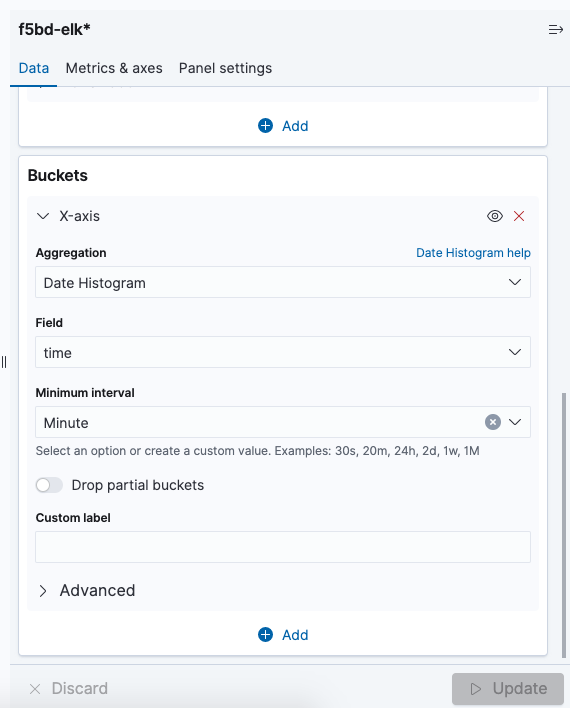 f5bd-elk*
Data Metrics & axes Panel settings
Add
Buckets
X-axis
Aggregation Date Histogram help
Date Histogram
Field
time
Minimum interval
Minute
Select an option or create a custom value. Examples: 30s, 20m, 24h, 2d, 1w, 1M
Drop partial buckets
Custom label
Advanced
Add
Discard Update